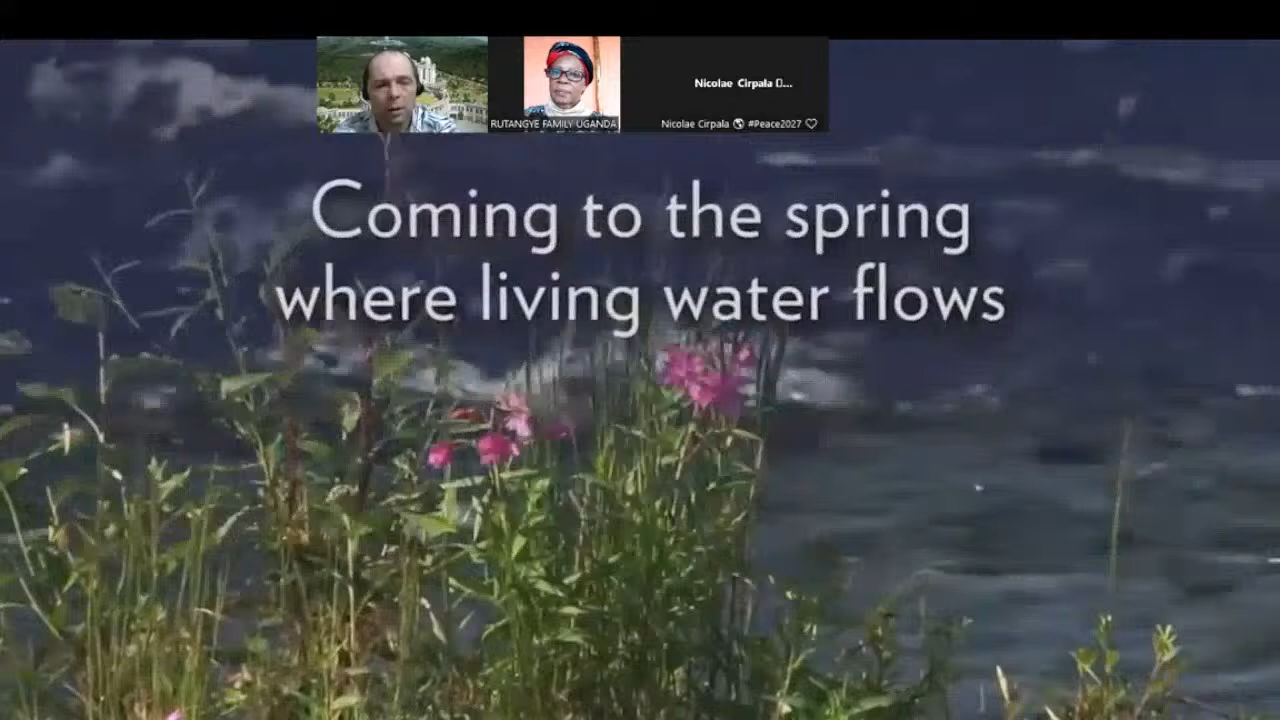 Nicolae Cirpala
RUTANGYE FAMILY UGANDA
Nicolae Cirpala #Peace2027
Coming to the spring
where living water flows